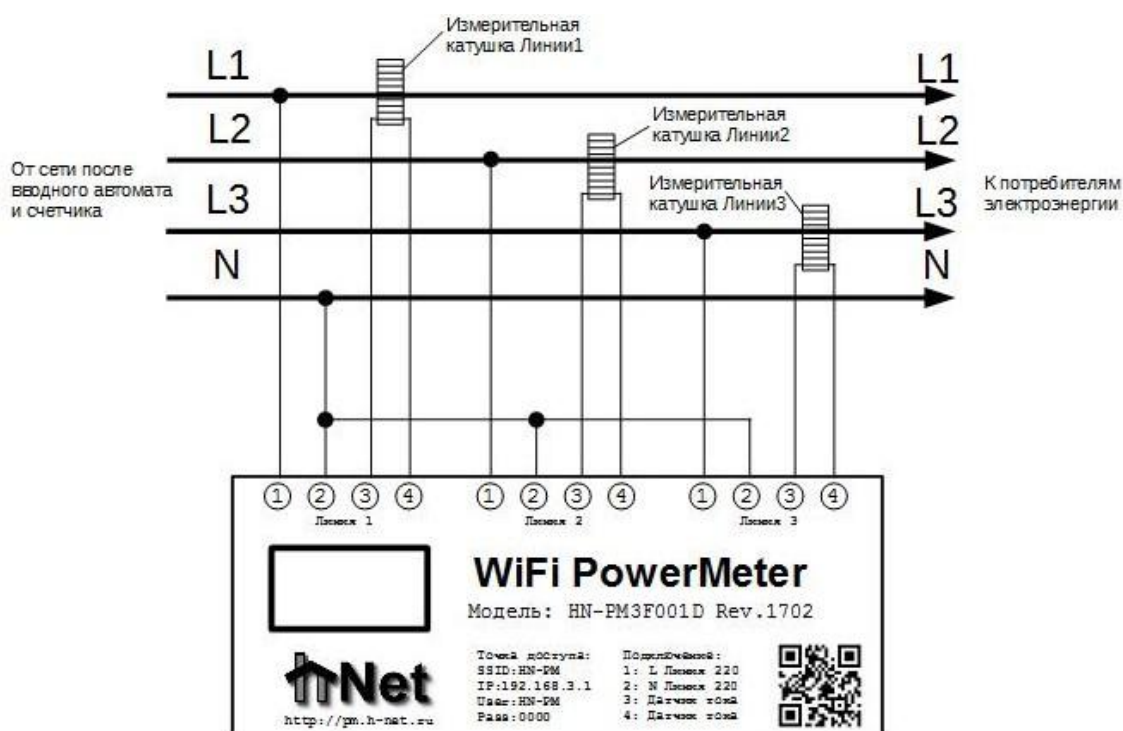 Измерительная
катушка Линии1
L1
L1
Измерительная
катушка Линии2
L2
L2
От сети после
вводного автомата
и счетчика
Измерительная
катушка Линии3
К потребителям
электроэнергии
L3
L3
N
N
1 2 3 4 1 2 3 4 1 2 3 4
Линия 1 Линия 2 Линия 3
WiFi PowerMeter
Модель: HN-PM3F001D Rev.1702
hNet
http://pm.h-net.ru
Точка доступа:
SSID:HN-PM
IP:192.168.3.1
User:HN-PM
Pass:0000
Подключение:
1: L Линия 220
2: N Линия 220
3: Датчик тока
4: Датчик тока